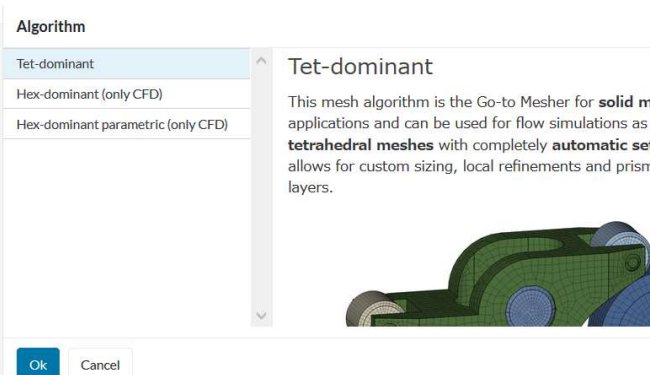 Algorithm
Tet-dominant
Hex-dominant (only CFD)
Hex-dominant parametric (only CFD)
Tet-dominant
This mesh algorithm is the Go-to Mesher for solid m
applications and can be used for flow simulations as
tetrahedral meshes with completely automatic se
allows for custom sizing, local refinements and prism
layers.
Ok
Cancel